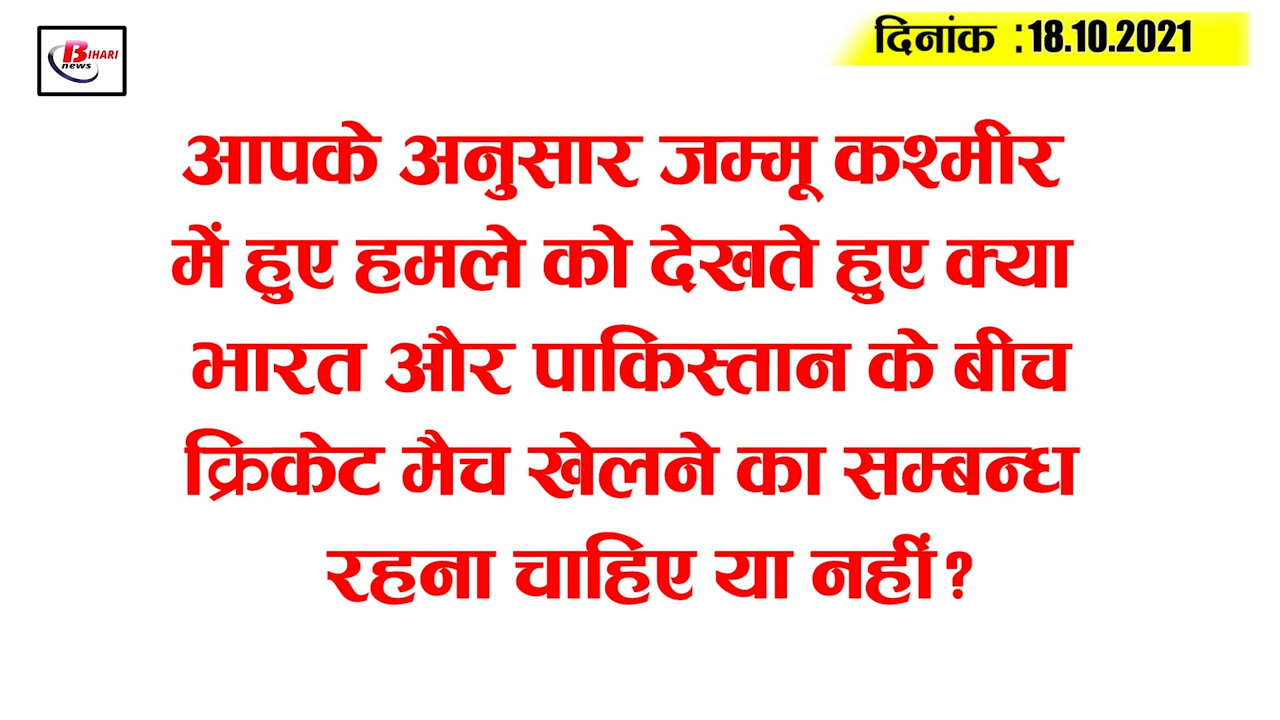 BIHARI
news
दिनांक :18.10.2021
आपके अनुसार जम्मू कश्मीर
में हुए हमले को देखते हुए क्या
भारत और पाकिस्तान के बीच
क्रिकेट मैच खेलने का सम्बन्ध
रहना चाहिए या नहीं?